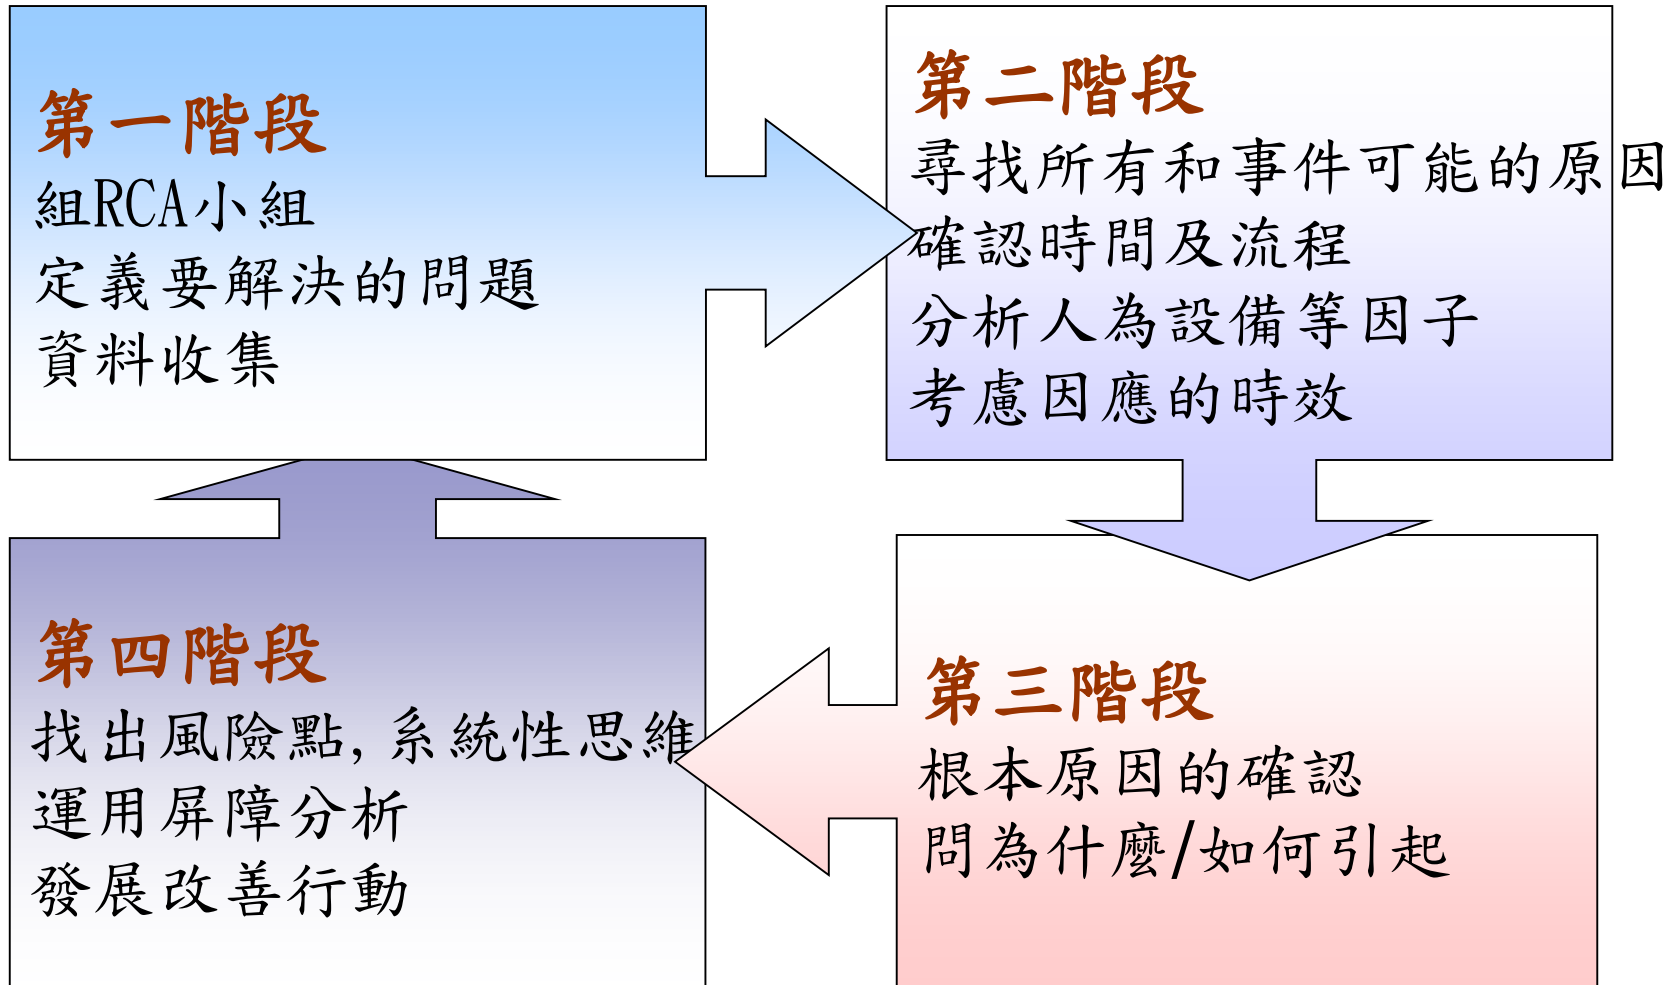 第一階段
組RCA小組
定義要解決的問題
資料收集
第二階段
尋找所有和事件可能的原因
確認時間及流程
分析人為設備等因子
考慮因應的時效
第三階段
根本原因的確認
問為什麼/如何引起
第四階段
找出風險點,系統性思維
運用屏障分析
發展改善行動